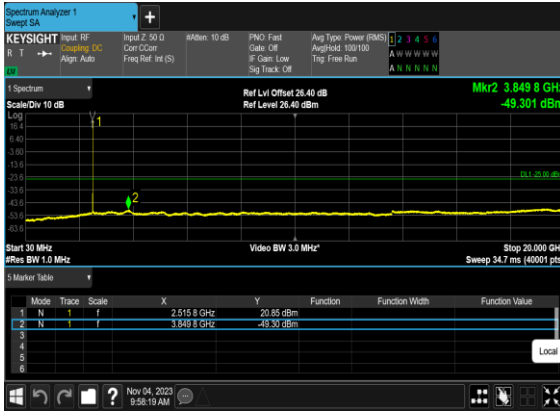 Spectrum Analyzer 1
Swept SA
+
KEYSIGHT Input: RF Input Z: 50 Ω #Atten: 10 dB PNO: Fast Avg Type: Power (RMS) 1 2 3 4 5 6
R T Coupling: DC Corr CCorr Gate: Off Avg|Hold: 100/100 A W W W W W
Align: Auto Freq Ref: Int (S) IF Gain: Low Trig: Free Run
LXI Sig Track: Off A N N N N N
1 Spectrum Ref Lvl Offset 26.40 dB Mkr2 3.849 8 GHz
Scale/Div 10 dB Ref Level 26.40 dBm -49.301 dBm
Log
16.4
6.40
-3.60
-13.6
DL1 -25.00 dBm
-23.6
-33.6
-43.6
-53.6
-63.6
1
2
Start 30 MHz Video BW 3.0 MHz* Stop 20.000 GHz
#Res BW 1.0 MHz Sweep 34.7 ms (40001 pts)
5 Marker Table
Mode Trace Scale X Y Function Function Width Function Value
1 N 1 f 2.515 8 GHz 20.85 dBm
2 N 1 f 3.849 8 GHz -49.30 dBm
3
4
5
6
Local
? Nov 04, 2023
9:58:19 AM